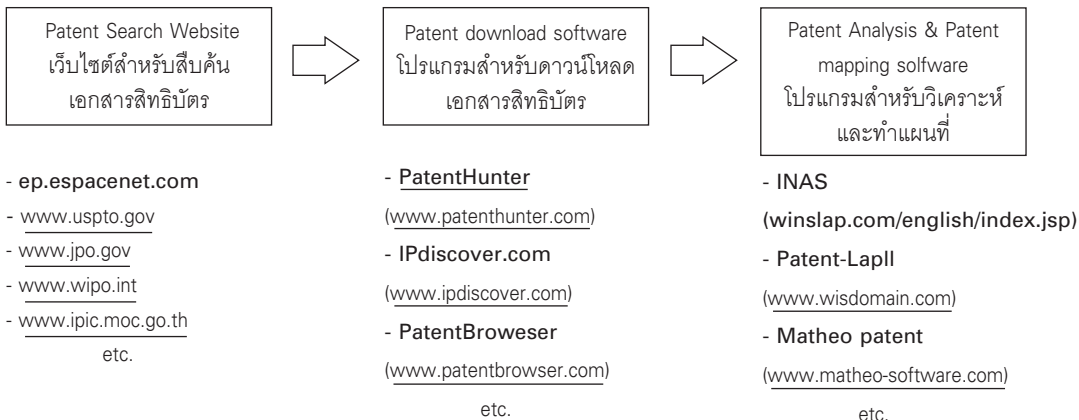 Patent Search Website
เว็บไซต์สำหรับสืบค้น
เอกสารสิทธิบัตร
Patent download software
โปรแกรมสำหรับดาวน์โหลด
เอกสารสิทธิบัตร
Patent Analysis & Patent
mapping solfware
โปรแกรมสำหรับวิเคราะห์
และทำแผนที่
- ep.espacenet.com
- www.uspto.gov
- www.jpo.gov
- www.wipo.int
- www.ipic.moc.go.th
etc.
- PatentHunter
(www.patenthunter.com)
- IPdiscover.com
(www.ipdiscover.com)
- PatentBroweser
(www.patentbrowser.com)
etc.
- INAS
(winslap.com/english/index.jsp)
- Patent-Lapll
(www.wisdomain.com)
- Matheo patent
(www.matheo-software.com)
etc.